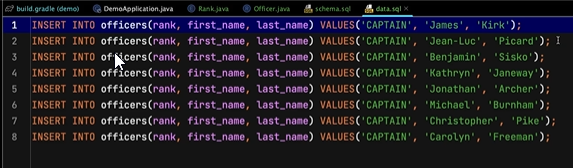 build.gradle (demo) DemoApplication.java Rank.java Officer.java schema.sql data.sql
1 INSERT INTO officers(rank, first_name, last_name) VALUES('CAPTAIN', 'James', 'Kirk');
2 INSERT INTO officers(rank, first_name, last_name) VALUES('CAPTAIN', 'Jean-Luc', 'Picard');
3 INSERT INTO officers(rank, first_name, last_name) VALUES('CAPTAIN', 'Benjamin', 'Sisko');
4 INSERT INTO officers(rank, first_name, last_name) VALUES('CAPTAIN', 'Kathryn', 'Janeway');
5 INSERT INTO officers(rank, first_name, last_name) VALUES('CAPTAIN', 'Jonathan', 'Archer');
6 INSERT INTO officers(rank, first_name, last_name) VALUES('CAPTAIN', 'Michael', 'Burnham');
7 INSERT INTO officers(rank, first_name, last_name) VALUES('CAPTAIN', 'Christopher', 'Pike');
8 INSERT INTO officers(rank, first_name, last_name) VALUES('CAPTAIN', 'Carolyn', 'Freeman');